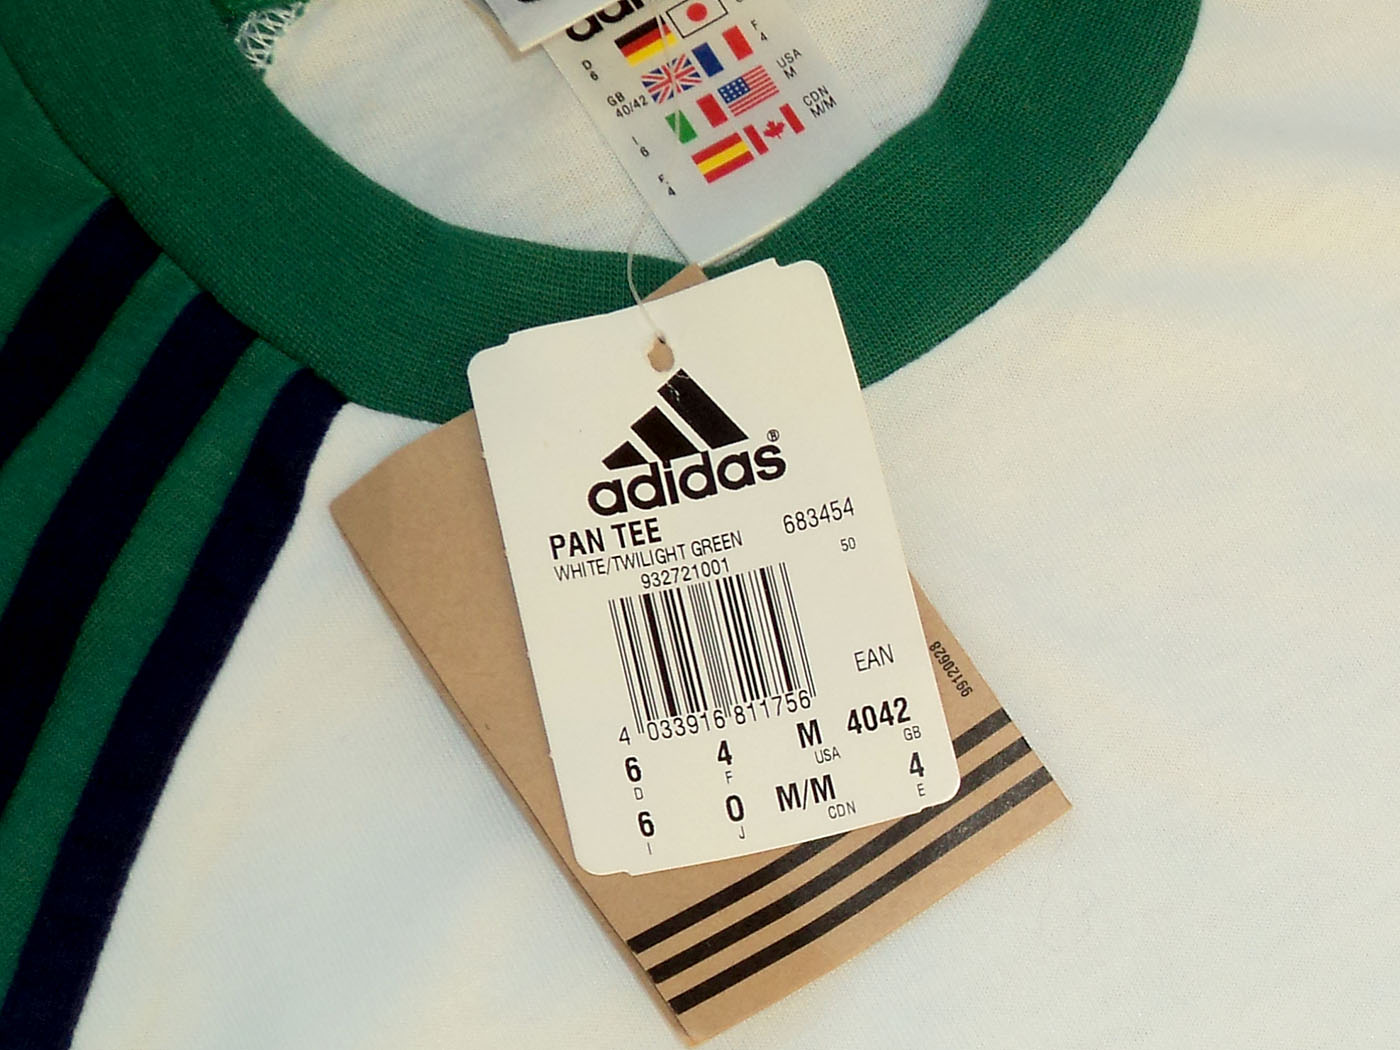 D
6
F
4
GB
40/42
USA
M
I
6
CDN
M/M
F.
4
adidas®
PAN TEE 683454
WHITE/TWILIGHT GREEN 50
932721001
EAN
4 033916 811756
6 4 M 4042
D F USA GB
6 0 M/M 4
I J CDN E
99120628